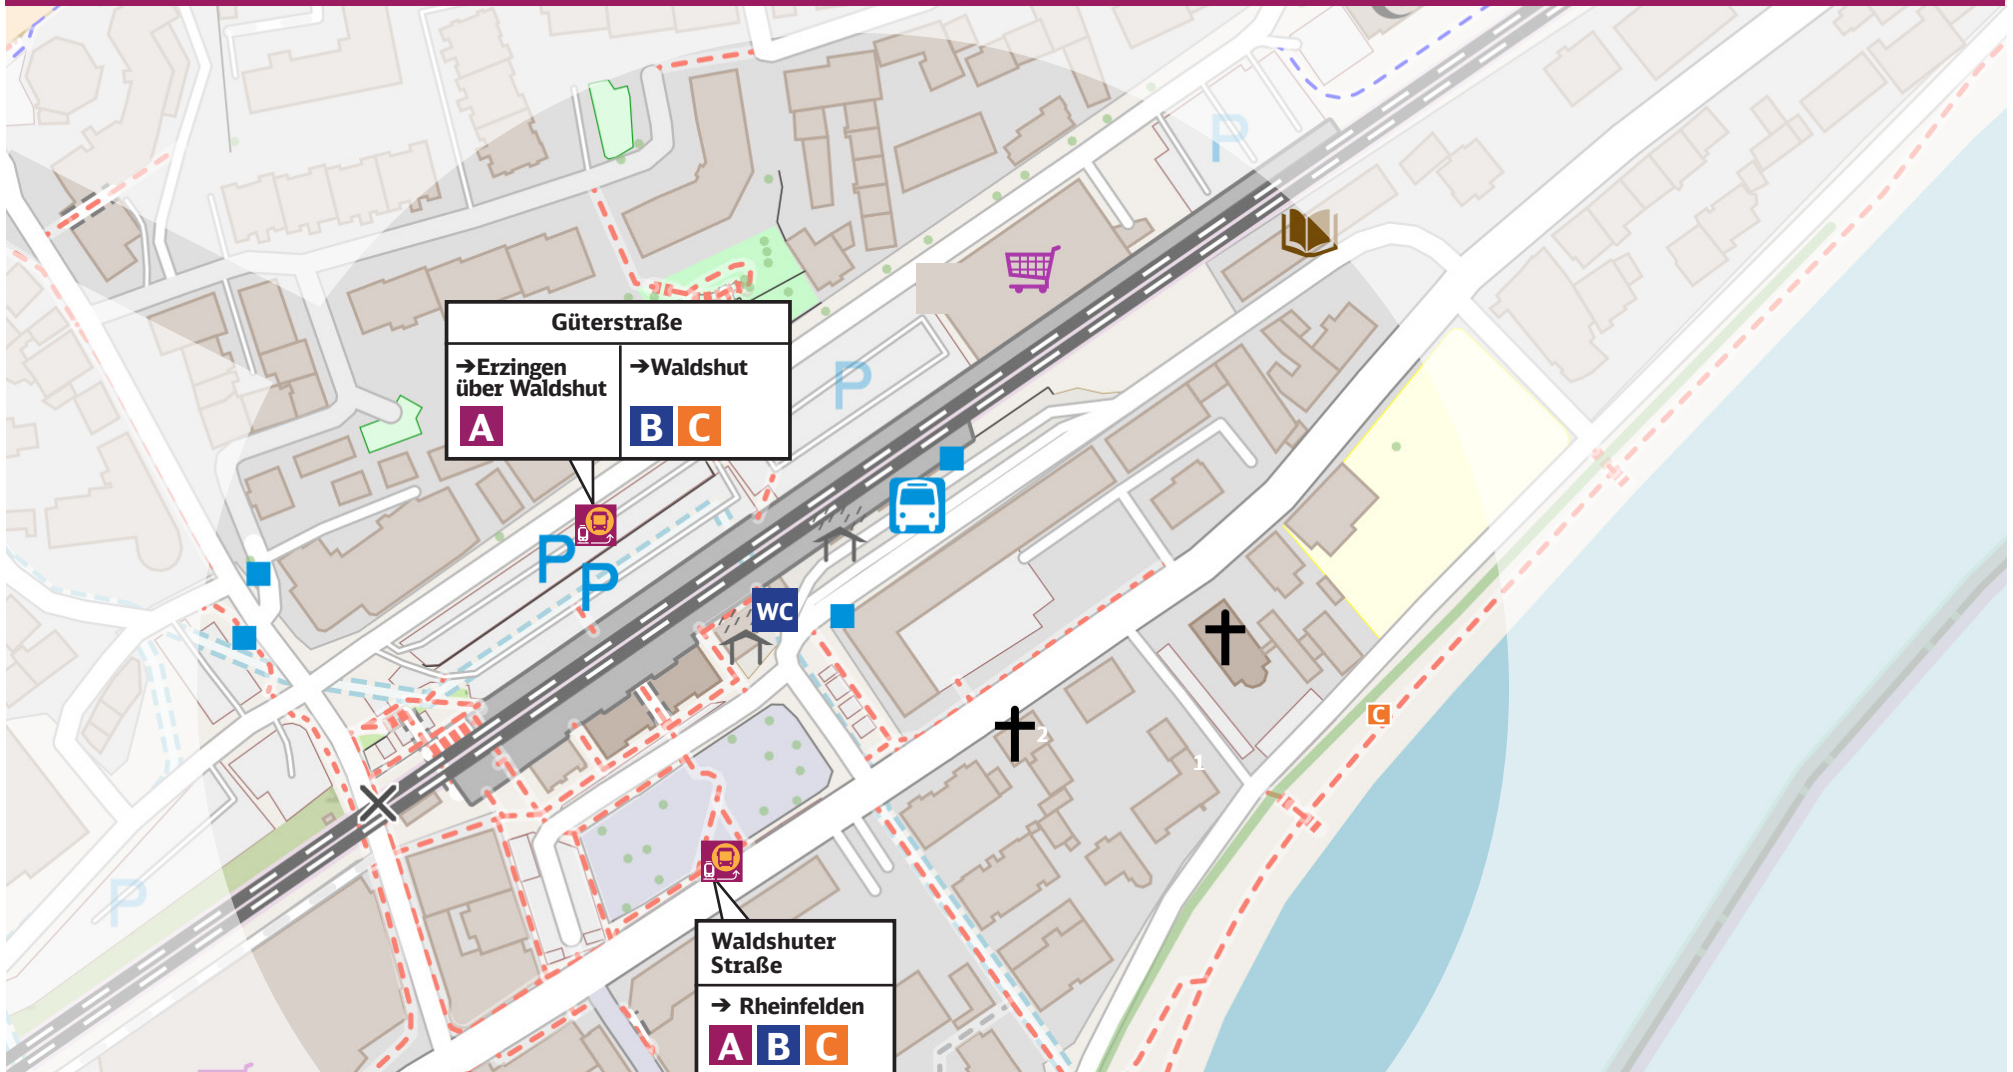 P
Güterstraße
➔Erzingen
über Waldshut
A
➔Waldshut
B C
P
P
P
WC
C
2
1
P
Waldshuter
Straße
➔ Rheinfelden
A B C